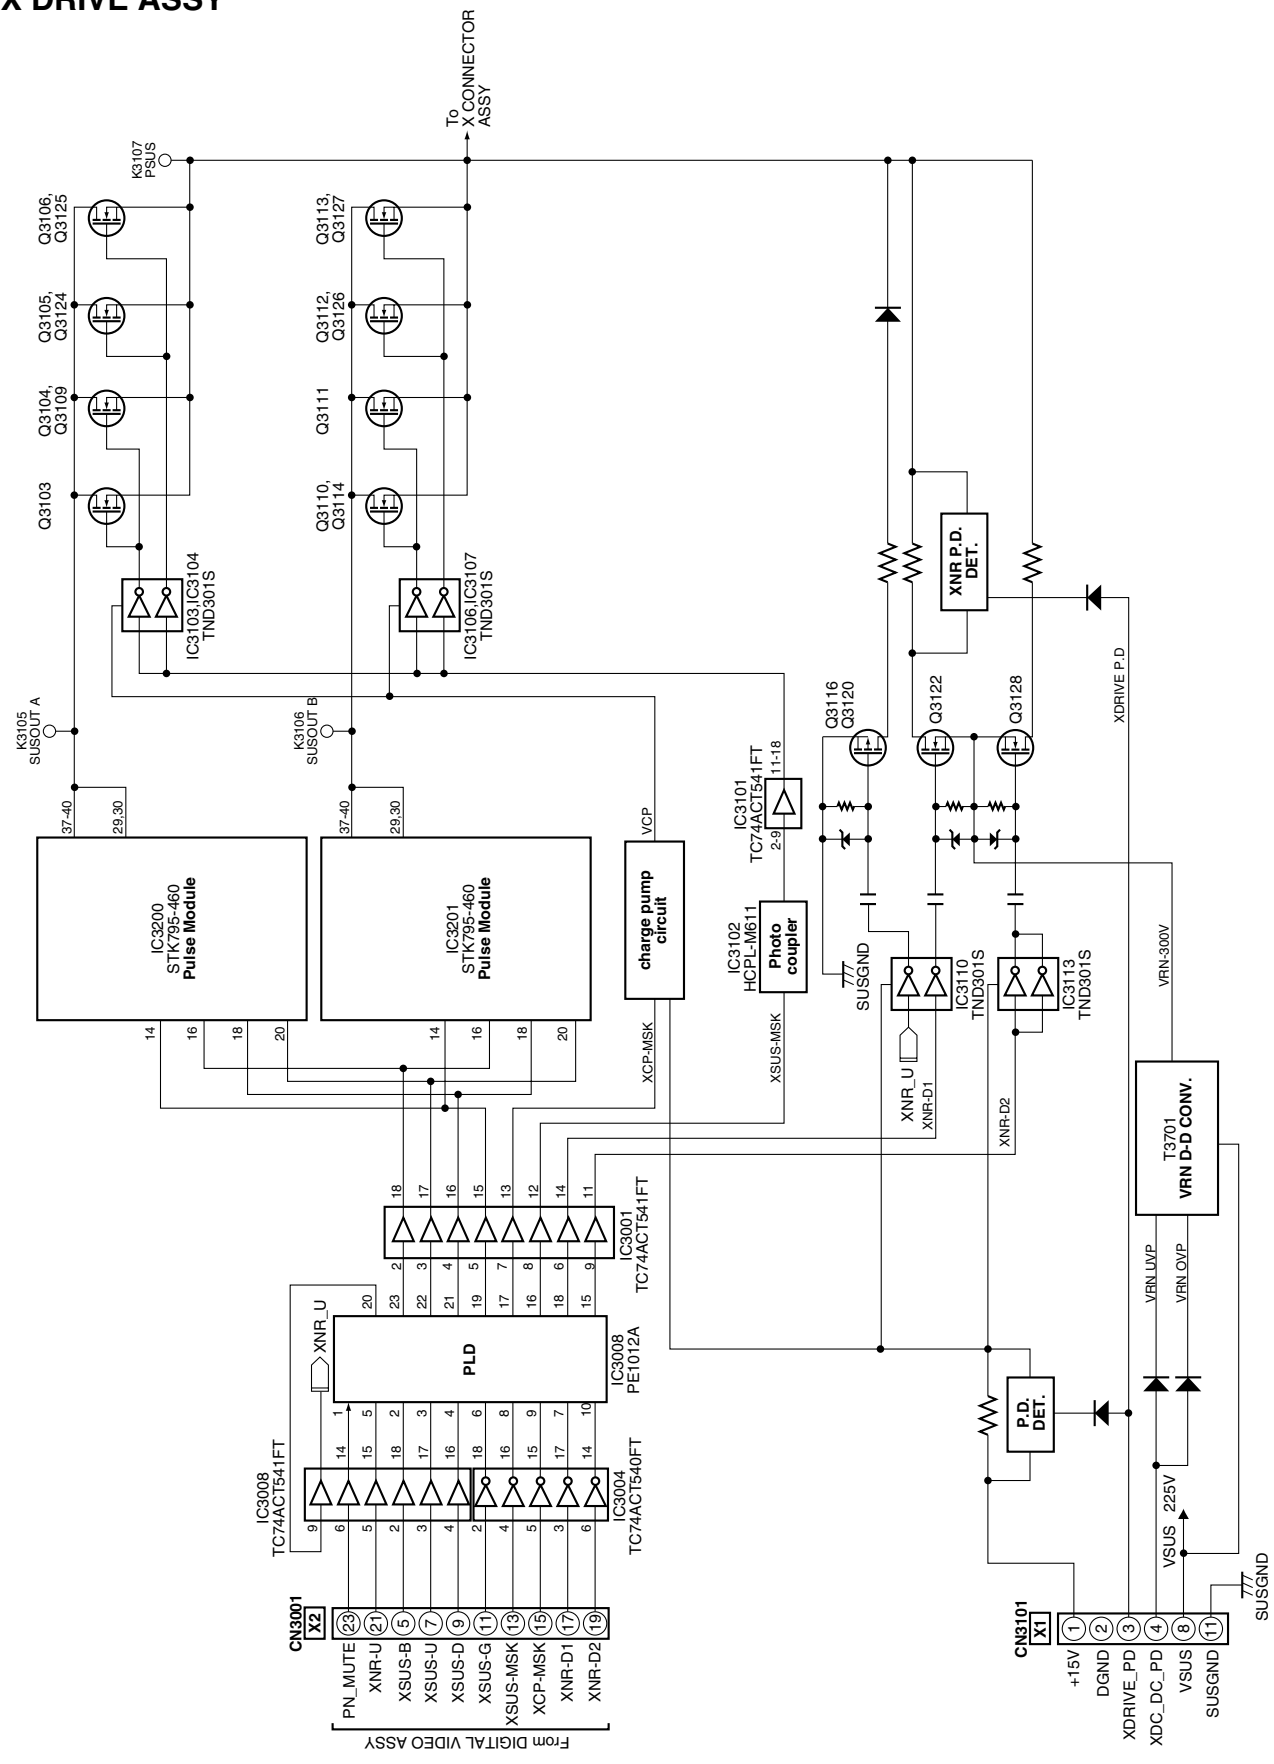 X DRIVE ASSY
From DIGITAL VIDEO ASSY
CN3001
X2
PN_MUTE 23
XNR-U 21
XSUS-B 5
XSUS-U 7
XSUS-D 9
XSUS-G 11
XSUS-MSK 13
XCP-MSK 15
XNR-D1 17
XNR-D2 19
IC3008
TC74ACT541FT
9
6 14
5 15
2 18
3 17
4 16
2 18
4 16
5 15
3 17
6 14
IC3004
TC74ACT540FT
XNR_U
1
5
2
3
4
6
8
9
7
10
PLD
IC3008
PE1012A
20
23
22
21
19
17
16
18
15
2 18
3 17
4 16
5 15
7 13
8 12
6 14
9 11
IC3001
TC74ACT541FT
14
16
18
20
IC3200
STK795-460
Pulse Module
37-40
29,30
K3105
SUSOUT A
14
16
18
20
IC3201
STK795-460
Pulse Module
37-40
29,30
K3106
SUSOUT B
XCP-MSK
charge pump
circuit
VCP
XSUS-MSK
IC3102
HCPL-M611
Photo
coupler
IC3101
TC74ACT541FT
2-9
11-18
IC3103,IC3104
TND301S
IC3106,IC3107
TND301S
Q3103
Q3104,
Q3109
Q3105,
Q3124
Q3106,
Q3125
Q3110,
Q3114
Q3111
Q3112,
Q3126
Q3113,
Q3127
K3107
PSUS
To
X CONNECTOR
ASSY
SUSGND
XNR_U
XNR-D1
XNR-D2
IC3110
TND301S
IC3113
TND301S
Q3116
Q3120
Q3122
Q3128
XNR P.D.
DET.
XDRIVE P.D
VRN-300V
T3701
VRN D-D CONV.
VRN UVP
VRN OVP
P.D.
DET.
VSUS 225V
CN3101
X1
+15V 1
DGND 2
XDRIVE_PD 3
XDC_DC_PD 4
VSUS 8
SUSGND 11
SUSGND